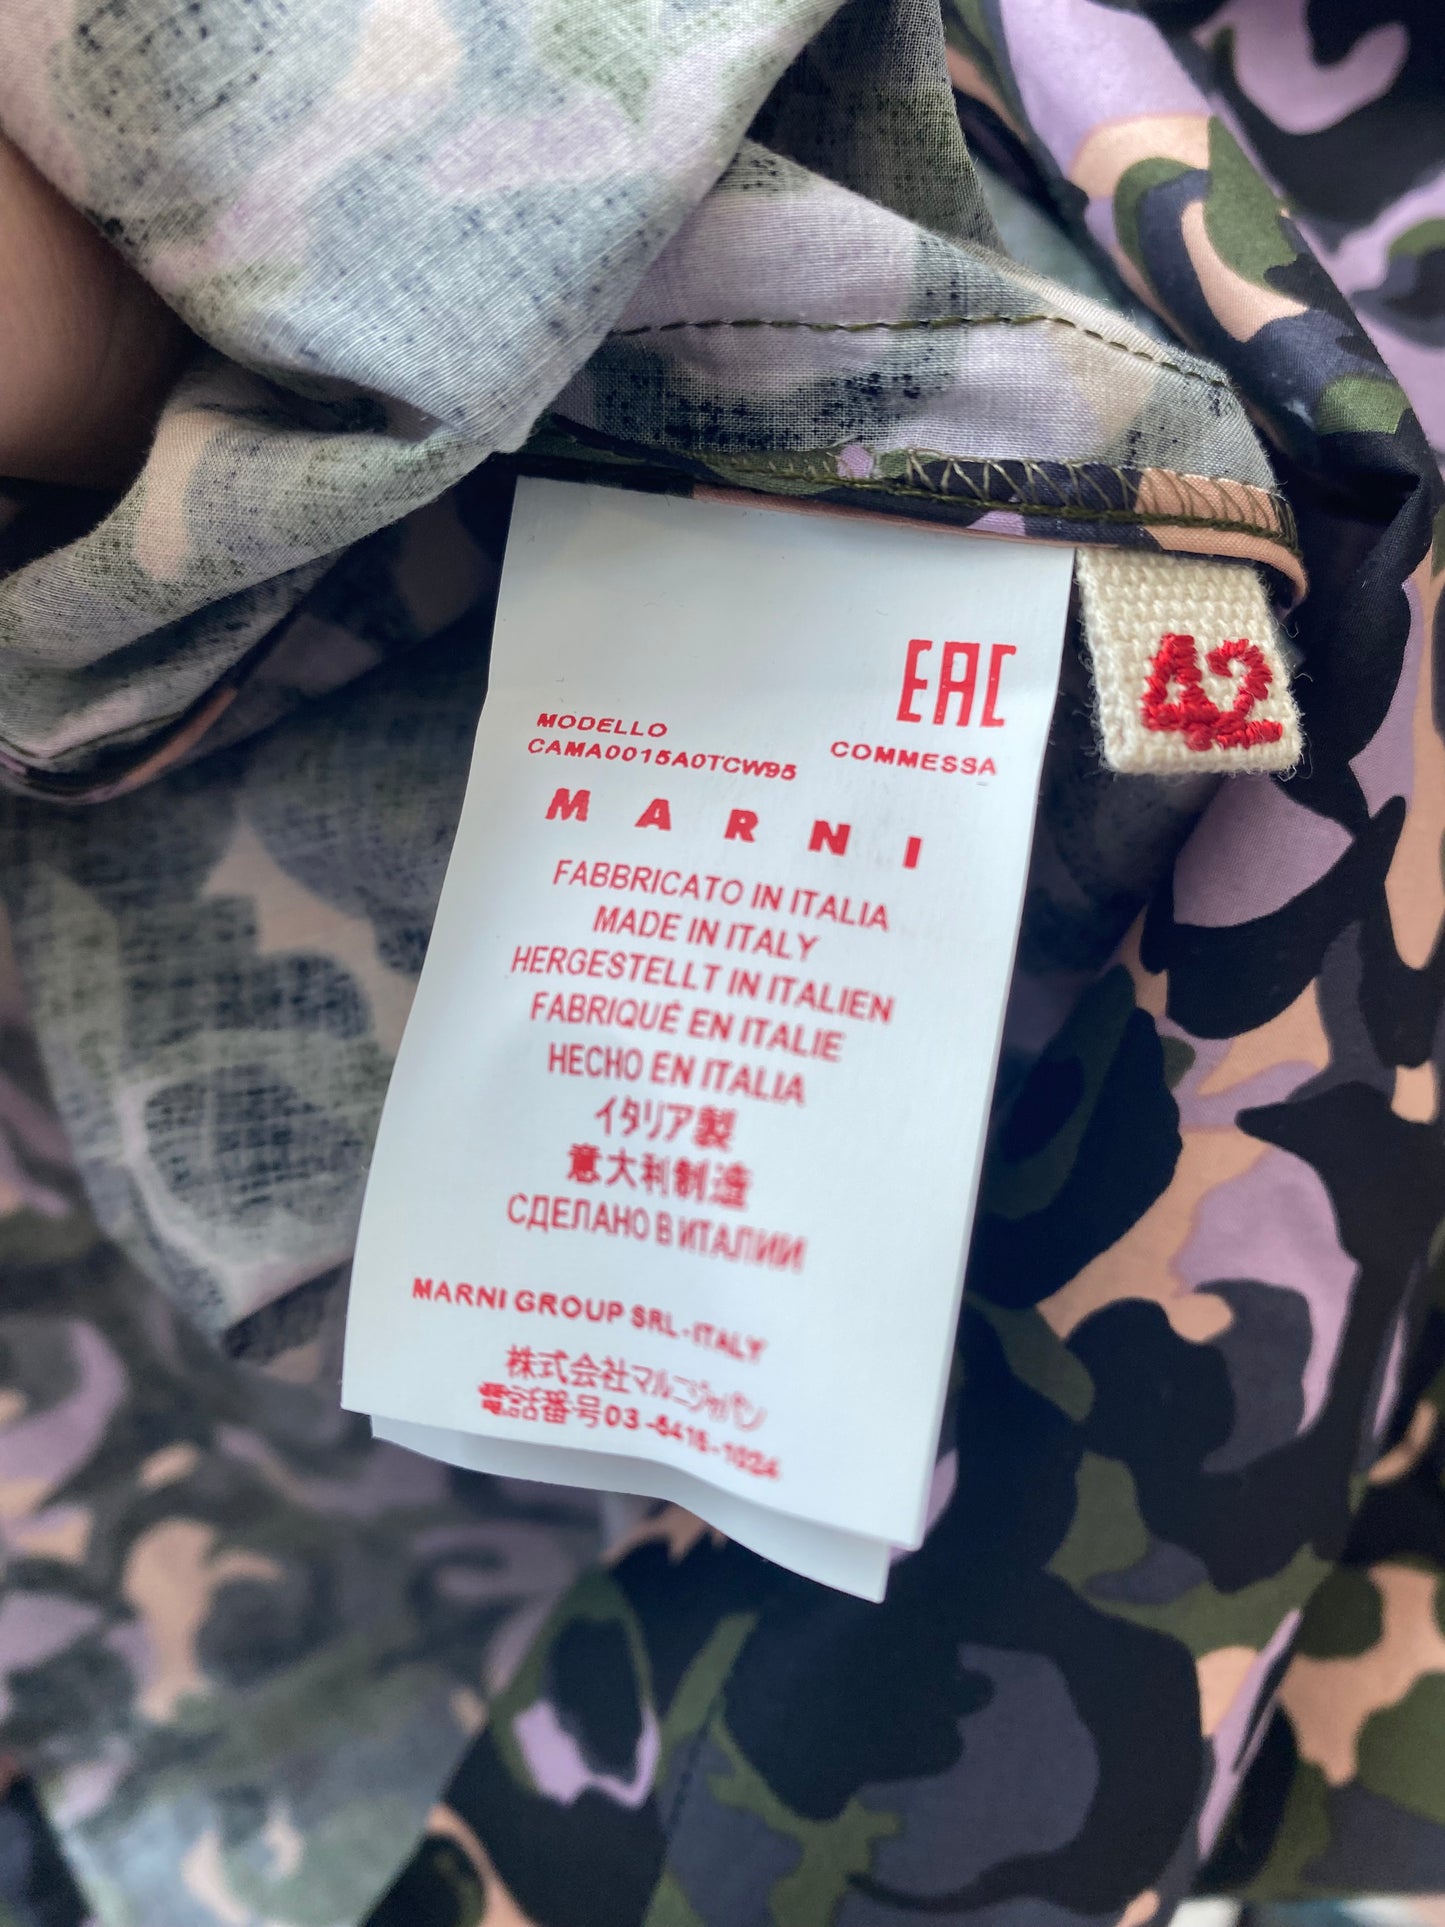 EAC
42
MODELLO
CAMA0015A0TCW95
COMMESSA
MARNI
FABBRICATO IN ITALIA
MADE IN ITALY
HERGESTELLT IN ITALIEN
FABRIQUÉ EN ITALIE
HECHO EN ITALIA
イタリア製
意大利制造
СДЕЛАНО В ИТАЛИИ
MARNI GROUP SRL - ITALY
株式会社マルニジャパン
電話番号03-6416-1024